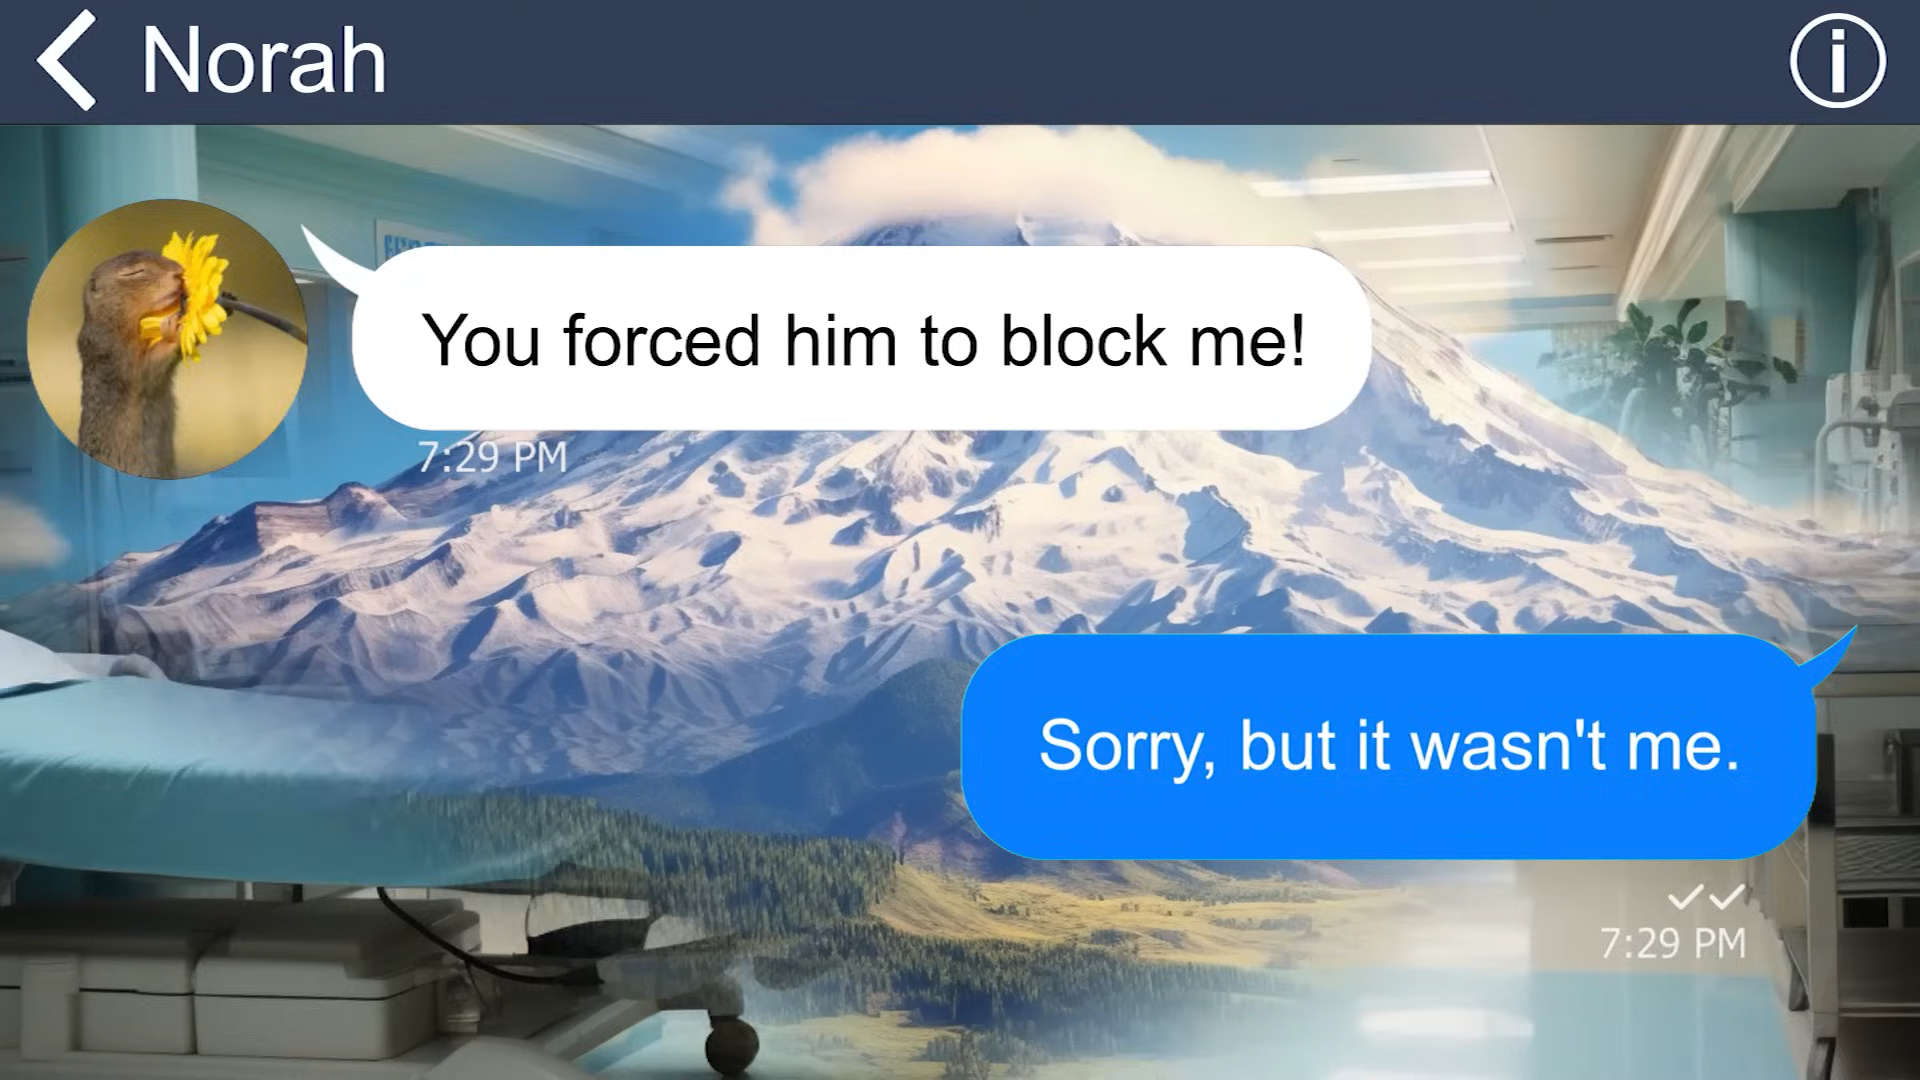 Norah
You forced him to block me!
7:29 PM
Sorry, but it wasn't me.
7:29 PM